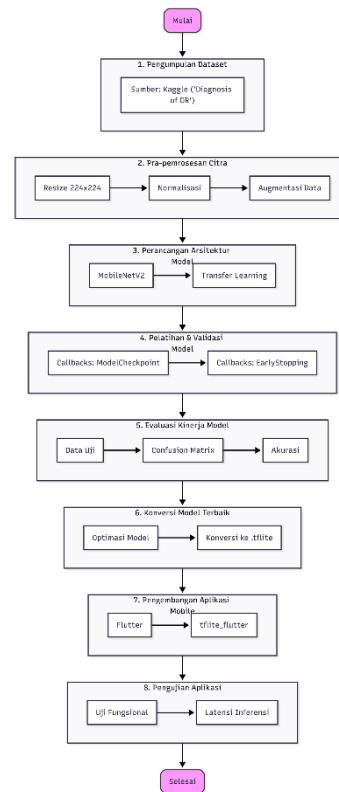 Mulai
1. Pengumpulan Dataset
Sumber: Kaggle ('Diagnosis
of DR')
2. Pra-pemrosesan Citra
Resize 224x224
Normalisasi
Augmentasi Data
3. Perancangan Arsitektur
Model
MobileNetV2
Transfer Learning
4. Pelatihan & Validasi
Model
Callbacks: ModelCheckpoint
Callbacks: EarlyStopping
5. Evaluasi Kinerja Model
Data Uji
Confusion Matrix
Akurasi
6. Konversi Model Terbaik
Optimasi Model
Konversi ke .tflite
7. Pengembangan Aplikasi
Mobile
Flutter
tflite_flutter
8. Pengujian Aplikasi
Uji Fungsional
Latensi Inferensi
Selesai